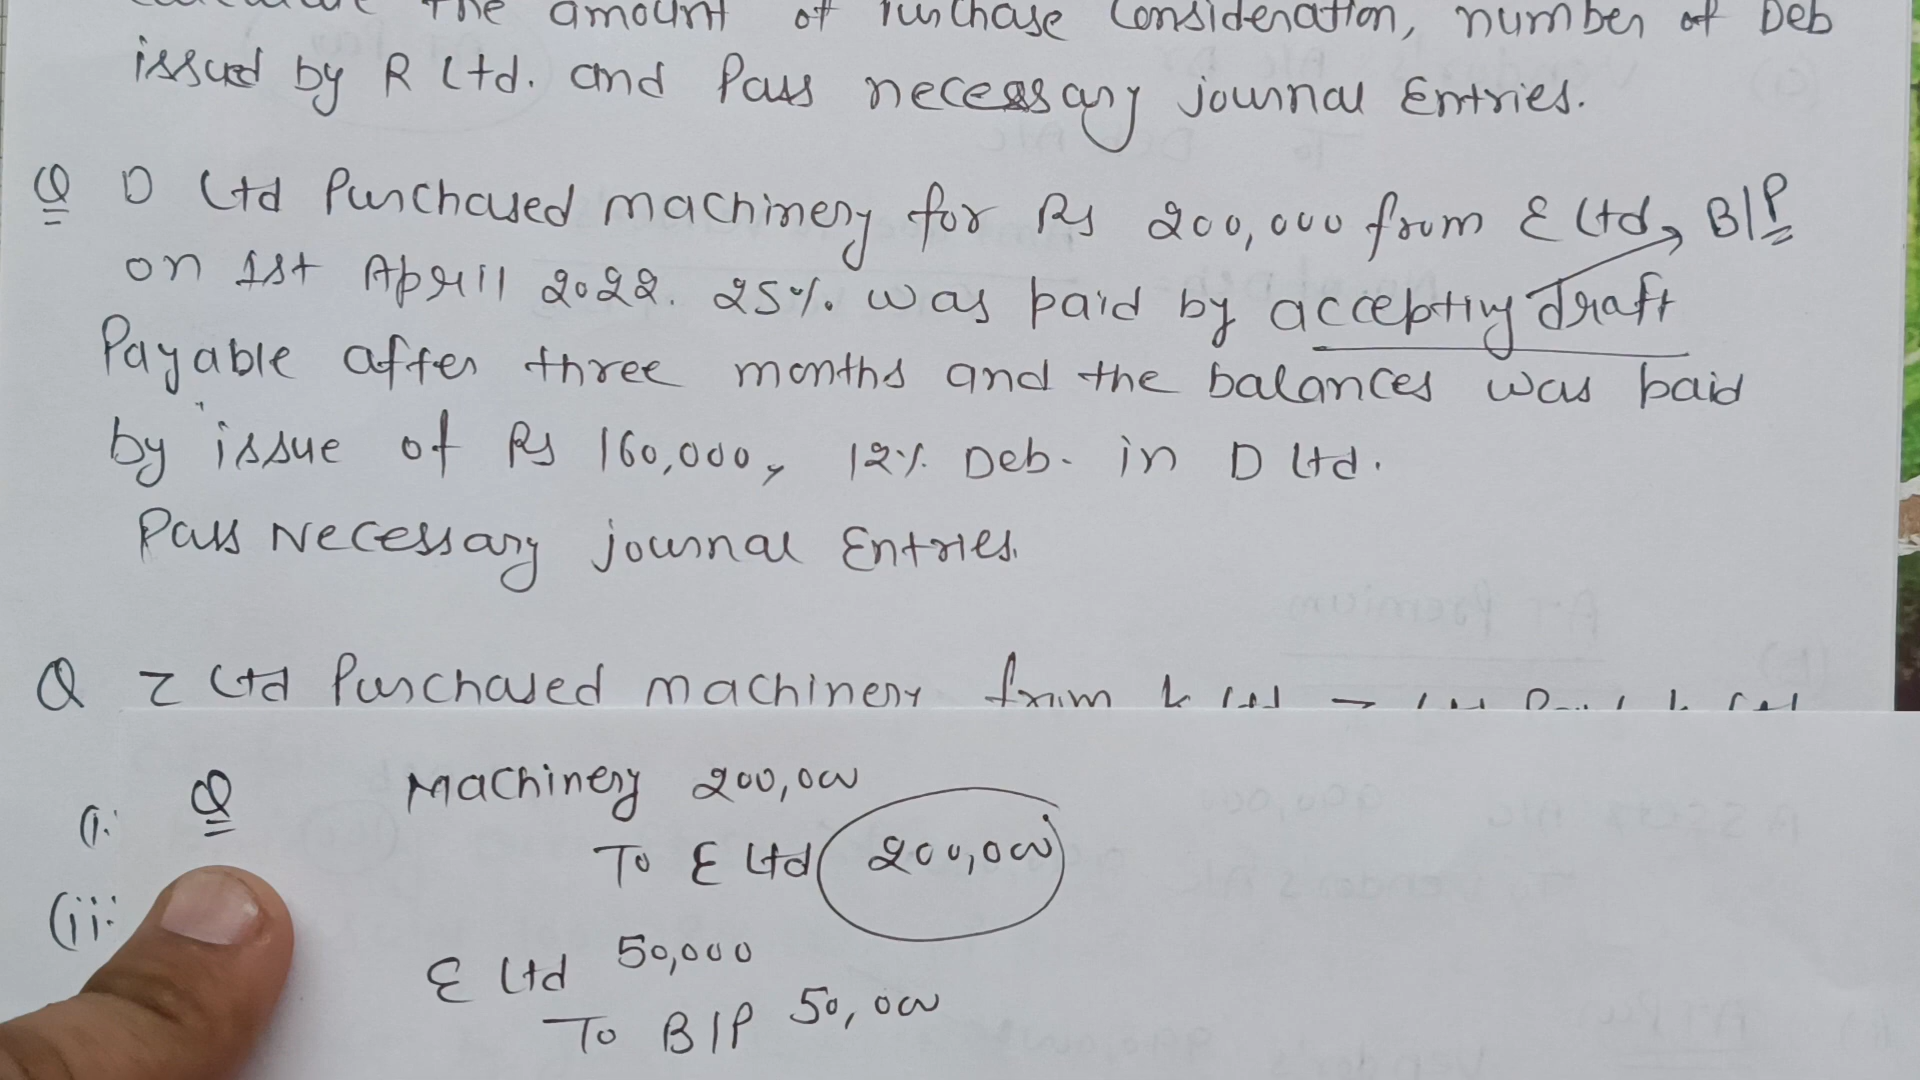 the amount of Purchase Consideration, number of Deb
issued by R Ltd. and Pass necessary journal Entries.
Q D Ltd Purchased machinery for Rs 200,000 from E Ltd, B/P
on 1st April 2022. 25% was paid by accepting draft
Payable after three months and the balances was paid
by issue of Rs 160,000, 12% Deb. in D Ltd.
Pass Necessary journal Entries.
Q Z Ltd Purchased machinery from
(i. Q Machinery 200,000
To E Ltd 200,000
(ii: E Ltd 50,000
To B/P 50,000